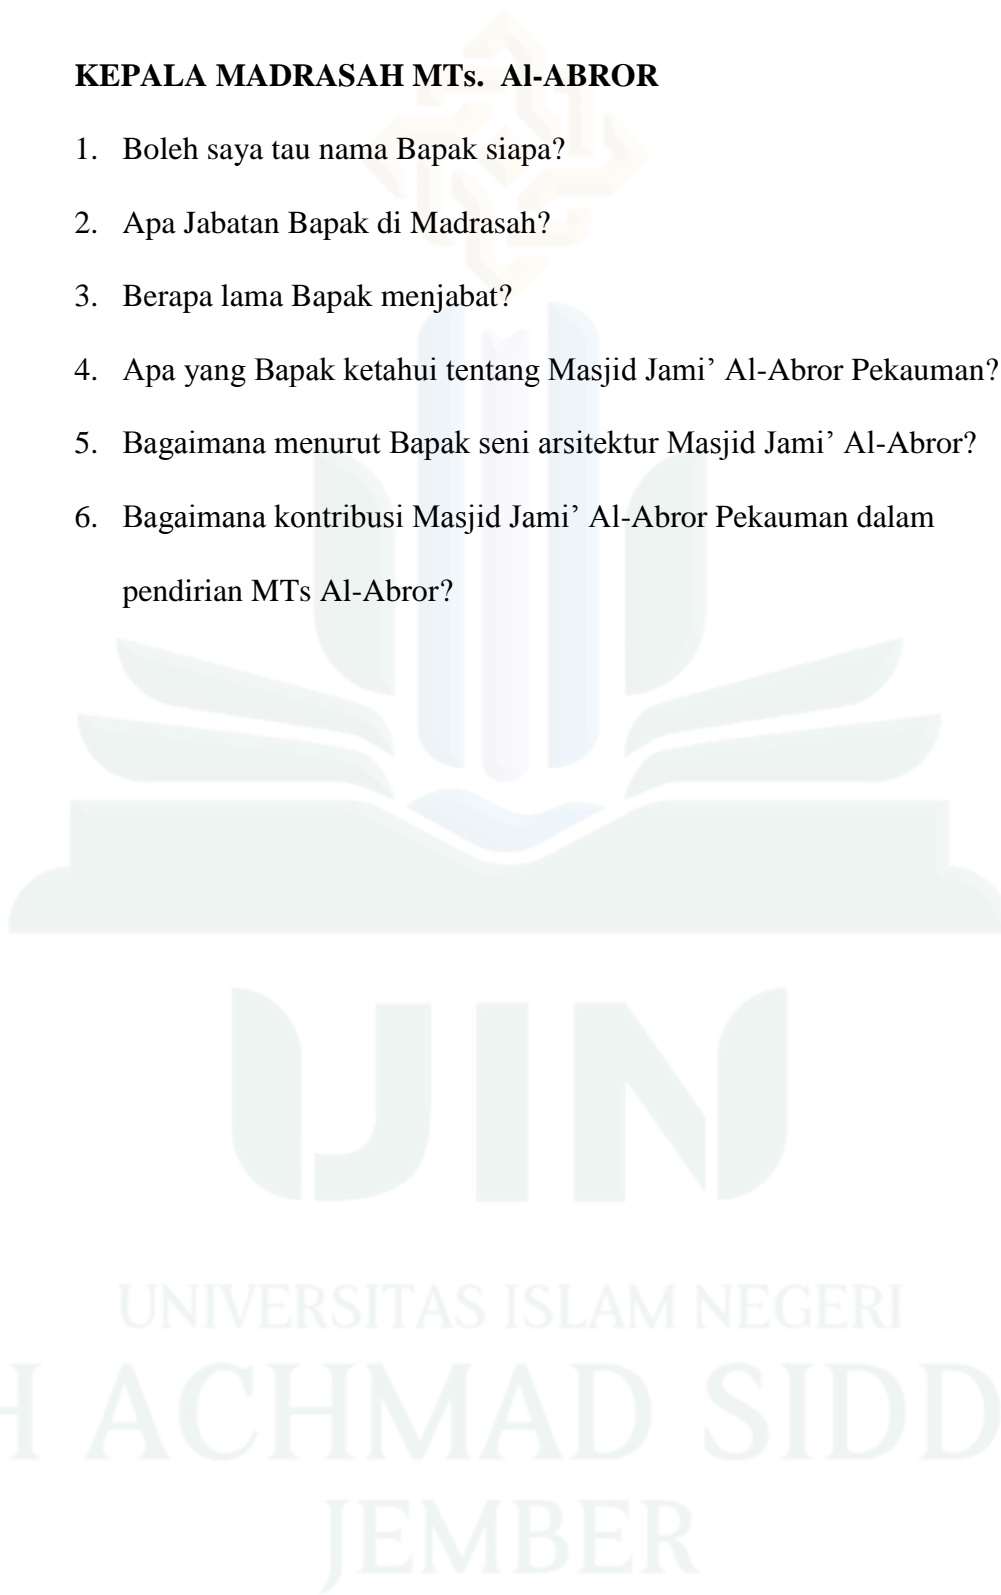 KEPALA MADRASAH MTs. Al-ABROR
1. Boleh saya tau nama Bapak siapa?
2. Apa Jabatan Bapak di Madrasah?
3. Berapa lama Bapak menjabat?
4. Apa yang Bapak ketahui tentang Masjid Jami’ Al-Abror Pekauman?
5. Bagaimana menurut Bapak seni arsitektur Masjid Jami’ Al-Abror?
6. Bagaimana kontribusi Masjid Jami’ Al-Abror Pekauman dalam
pendirian MTs Al-Abror?
UIN
UNIVERSITAS ISLAM NEGERI
H ACHMAD SIDD
JEMBER